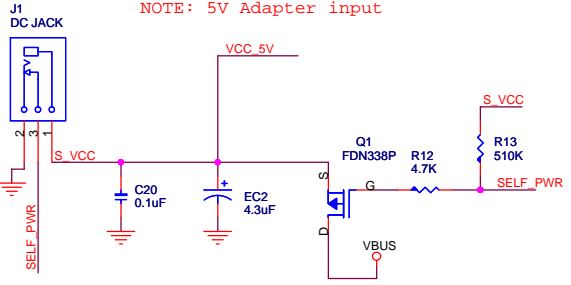 NOTE: 5V Adapter input
J1
DC JACK
VCC_5V
2
3
1
S_VCC
SELF_PWR
C20
0.1uF
+
EC2
4.3uF
Q1
FDN338P
S
G
D
R12
4.7K
S_VCC
R13
510K
SELF_PWR
VBUS